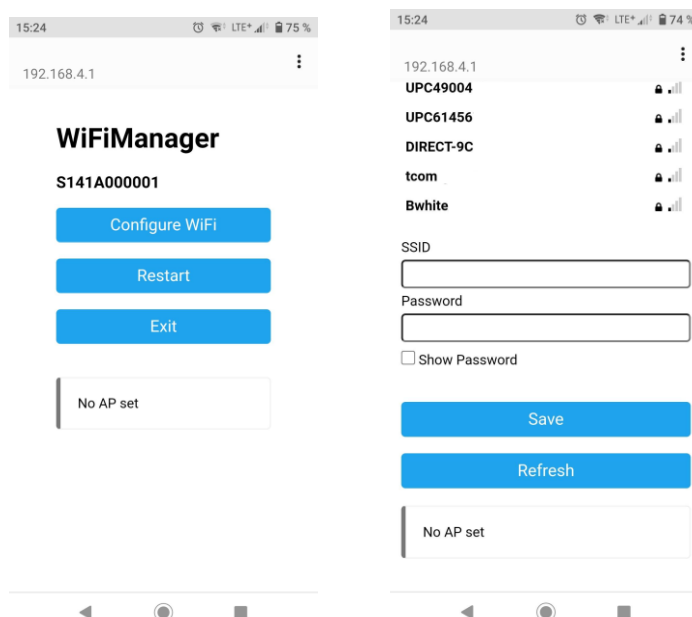 15:24 LTE+ 75 %
192.168.4.1
WiFiManager
S141A000001
Configure WiFi
Restart
Exit
No AP set
15:24 LTE+ 74 %
192.168.4.1
UPC49004
UPC61456
DIRECT-9C
tcom
Bwhite
SSID
Password
Show Password
Save
Refresh
No AP set